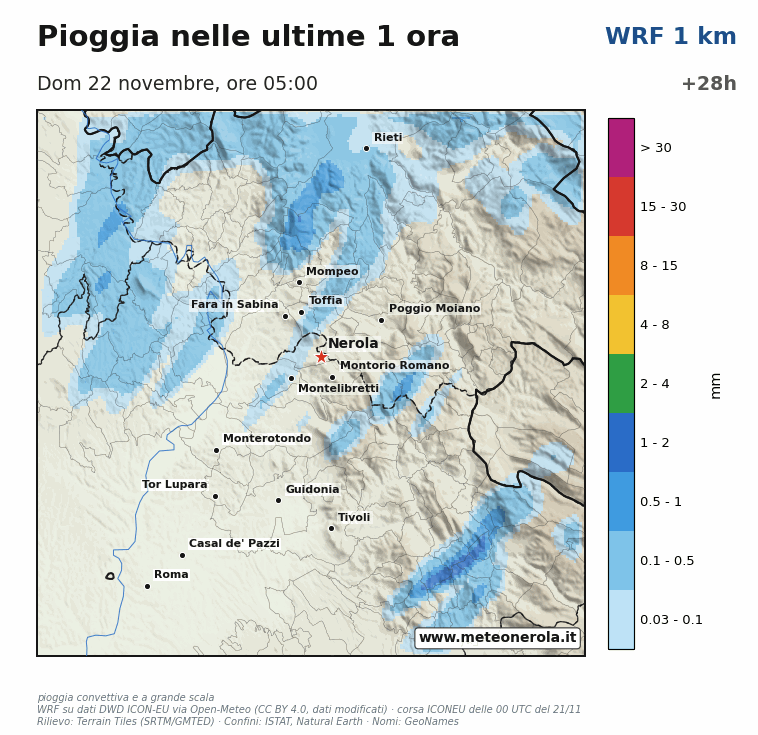 Pioggia nelle ultime 1 ora
WRF 1 km
Dom 22 novembre, ore 05:00
+28h
Rieti
Mompeo
Fara in Sabina
Toffia
Poggio Moiano
Nerola
Montorio Romano
Montelibretti
Monterotondo
Tor Lupara
Guidonia
Tivoli
Casal de' Pazzi
Roma
www.meteonerola.it
> 30
15 - 30
8 - 15
4 - 8
2 - 4
1 - 2
0.5 - 1
0.1 - 0.5
0.03 - 0.1
mm
pioggia convettiva e a grande scala
WRF su dati DWD ICON-EU via Open-Meteo (CC BY 4.0, dati modificati) · corsa ICONEU delle 00 UTC del 21/11
Rilievo: Terrain Tiles (SRTM/GMTED) · Confini: ISTAT, Natural Earth · Nomi: GeoNames